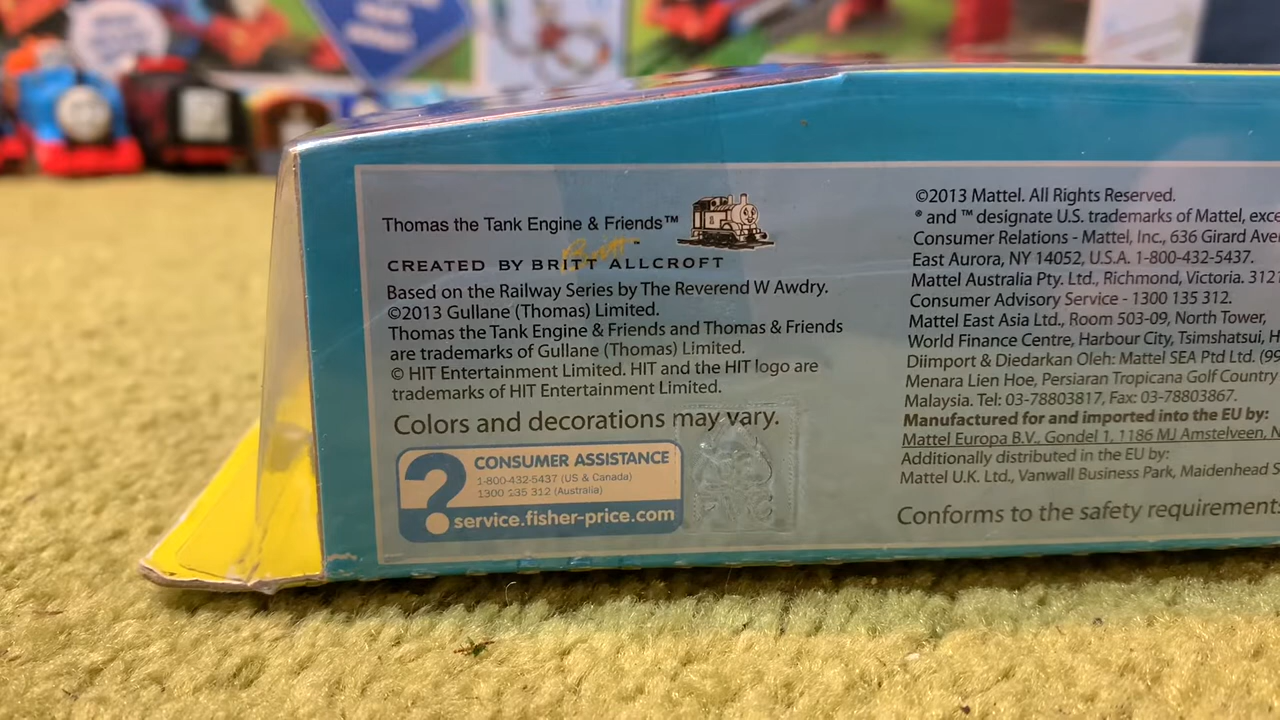 Thomas the Tank Engine & Friends™
Britt
CREATED BY BRITT ALLCROFT
Based on the Railway Series by The Reverend W Awdry.
©2013 Gullane (Thomas) Limited.
Thomas the Tank Engine & Friends and Thomas & Friends
are trademarks of Gullane (Thomas) Limited.
© HIT Entertainment Limited. HIT and the HIT logo are
trademarks of HIT Entertainment Limited.
Colors and decorations may vary.
?
CONSUMER ASSISTANCE
1-800-432-5437 (US & Canada)
1300 135 312 (Australia)
service.fisher-price.com
©2013 Mattel. All Rights Reserved.
® and ™ designate U.S. trademarks of Mattel, exce
Consumer Relations - Mattel, Inc., 636 Girard Ave
East Aurora, NY 14052, U.S.A. 1-800-432-5437.
Mattel Australia Pty. Ltd., Richmond, Victoria. 3121
Consumer Advisory Service - 1300 135 312.
Mattel East Asia Ltd., Room 503-09, North Tower,
World Finance Centre, Harbour City, Tsimshatsui, H
Diimport & Diedarkan Oleh: Mattel SEA Ptd Ltd. (99
Menara Lien Hoe, Persiaran Tropicana Golf Country
Malaysia. Tel: 03-78803817, Fax: 03-78803867.
Manufactured for and imported into the EU by:
Mattel Europa B.V., Gondel 1, 1186 MJ Amstelveen, N
Additionally distributed in the EU by:
Mattel U.K. Ltd., Vanwall Business Park, Maidenhead S
Conforms to the safety requirements